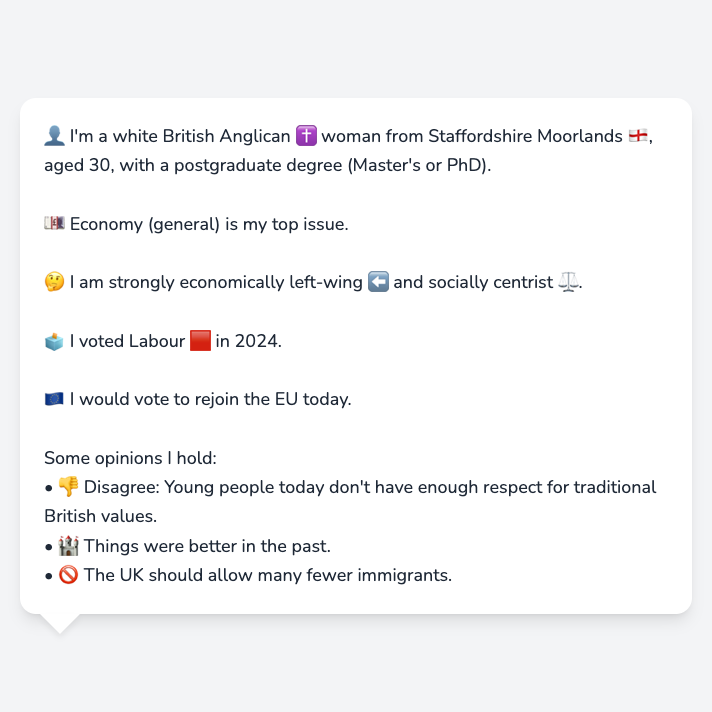 👤 I'm a white British Anglican ✝️ woman from Staffordshire Moorlands 🏴󠁧󠁢󠁥󠁮󠁧󠁿,
aged 30, with a postgraduate degree (Master's or PhD).
💷 Economy (general) is my top issue.
🤔 I am strongly economically left-wing ⬅️ and socially centrist ⚖️.
🗳️ I voted Labour 🟥 in 2024.
🇪🇺 I would vote to rejoin the EU today.
Some opinions I hold:
• 👎 Disagree: Young people today don't have enough respect for traditional
British values.
• 🏰 Things were better in the past.
• 🚫 The UK should allow many fewer immigrants.